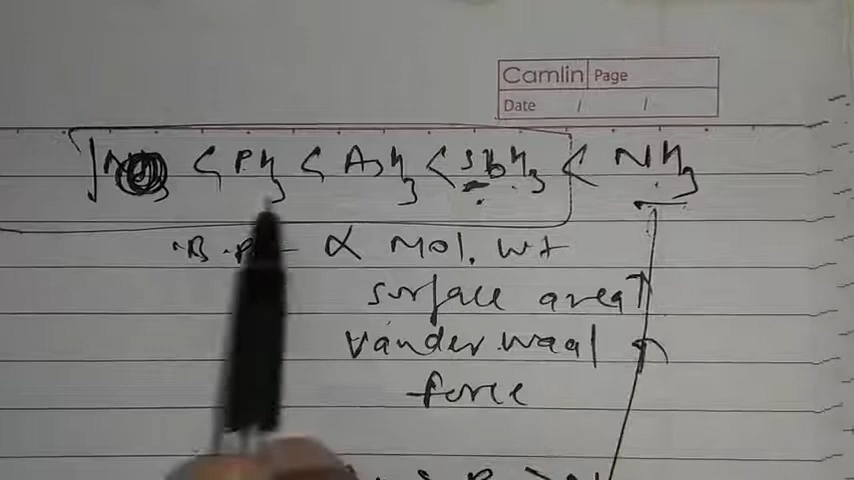 Camlin Page
Date / /
< PH3 < AsH3 < SbH3 < NH3
B.P. ∝ Mol. wt
surface area ↑
vander waal ↑
force